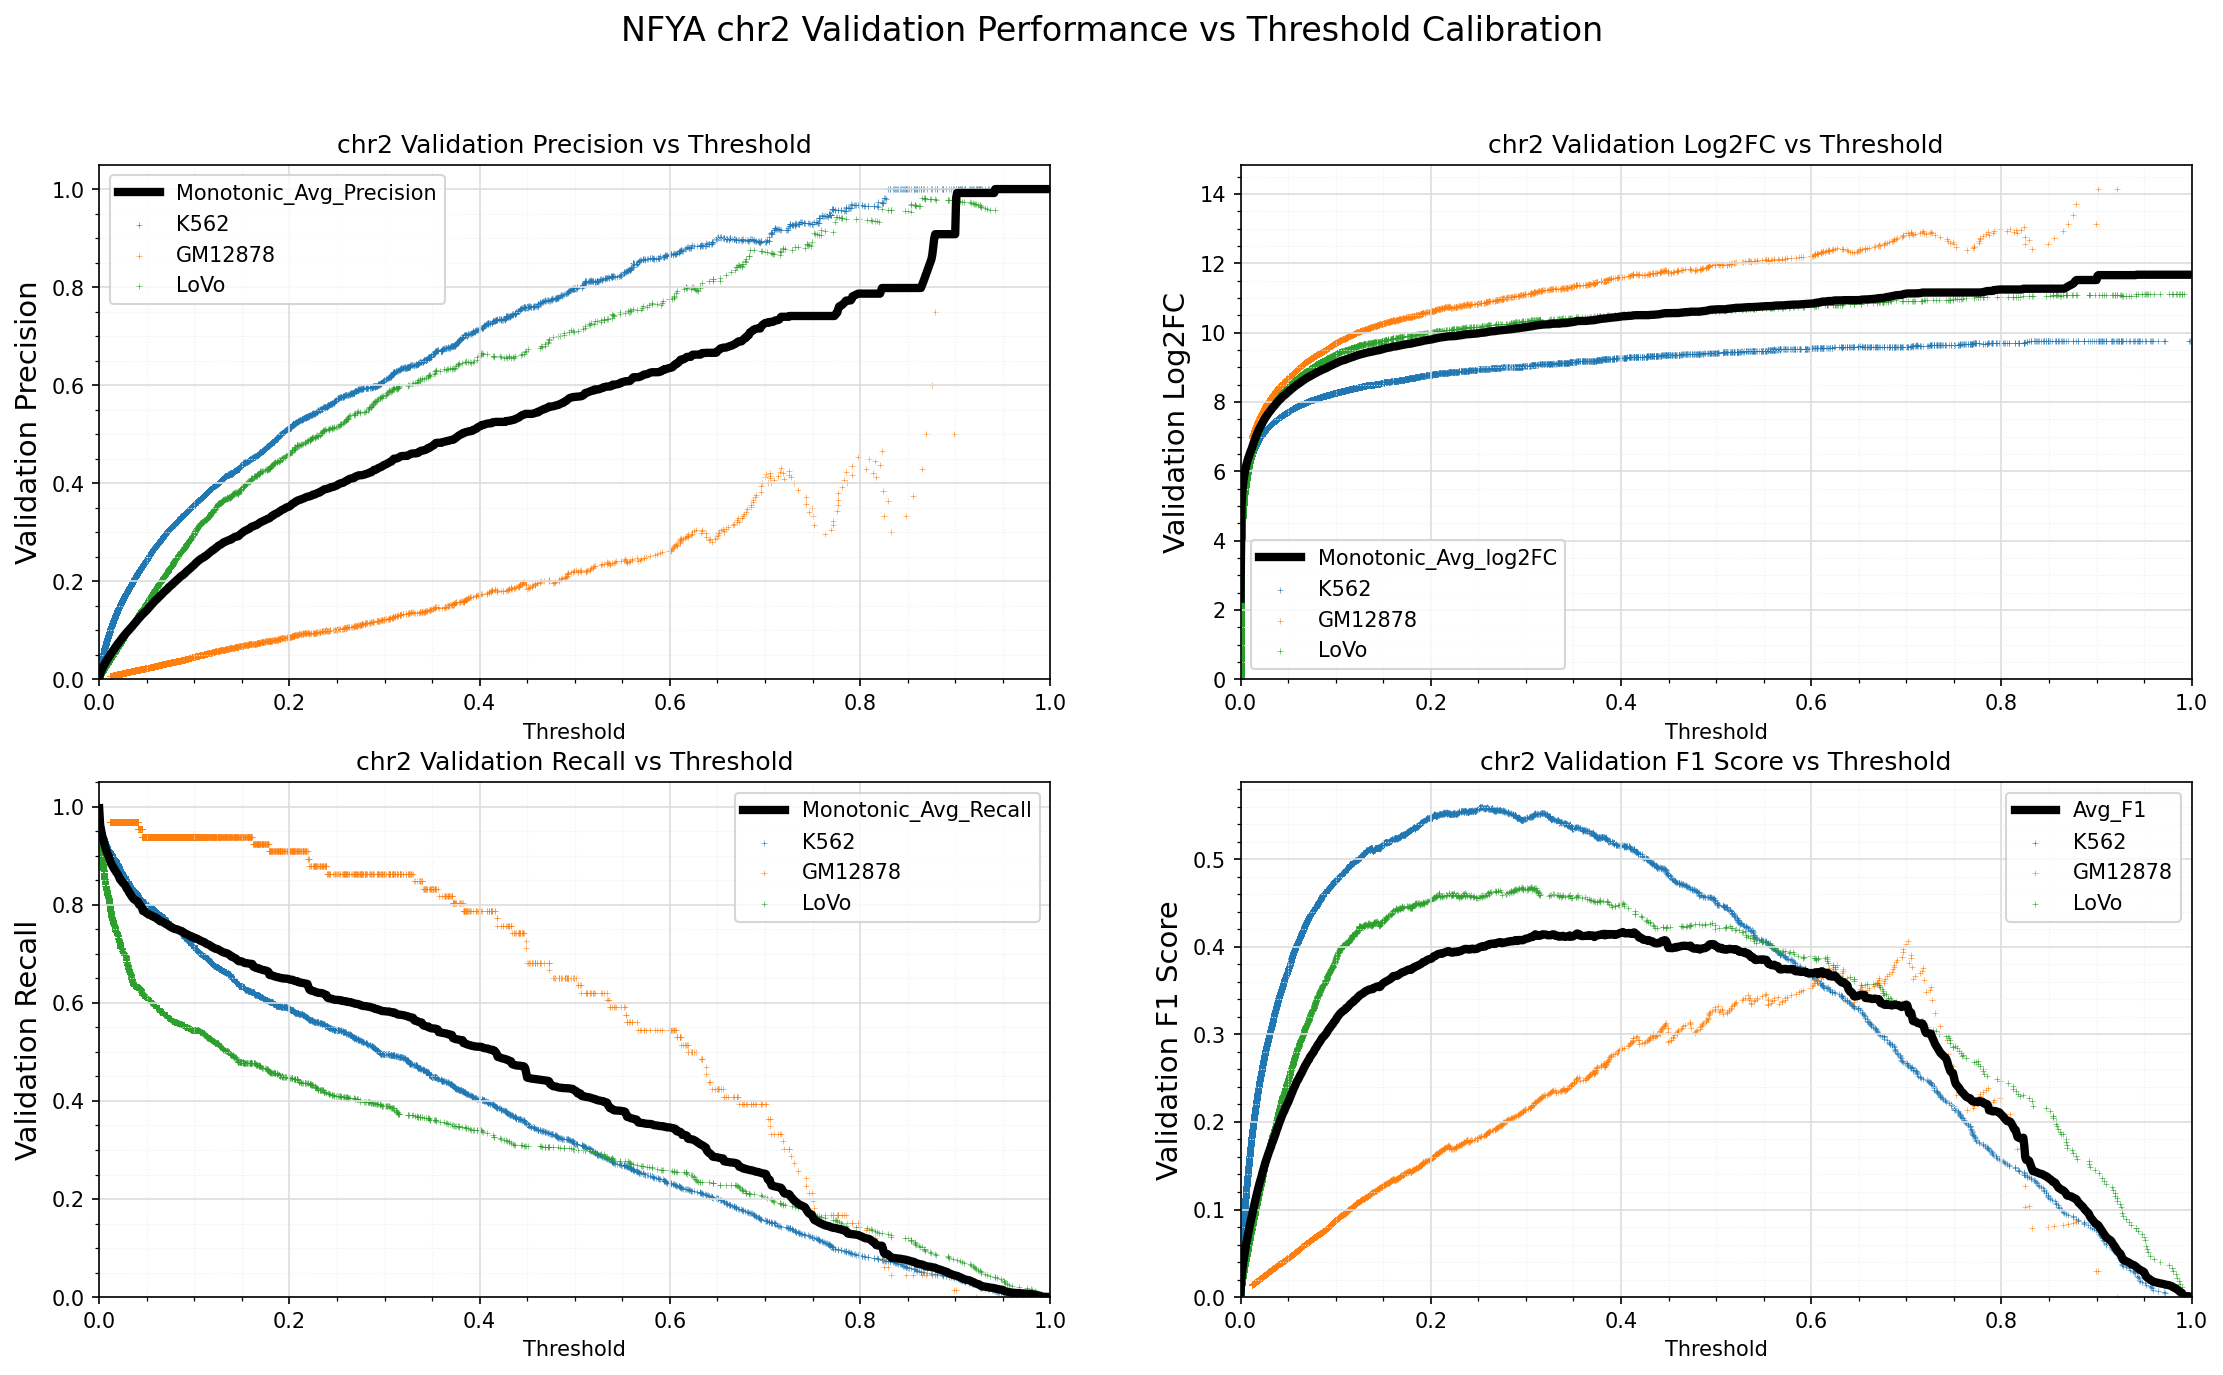 NFYA chr2 Validation Performance vs Threshold Calibration
chr2 Validation Precision vs Threshold
Validation Precision
1.0
0.8
0.6
0.4
0.2
0.0
Monotonic_Avg_Precision
K562
GM12878
LoVo
0.0 0.2 0.4 0.6 0.8 1.0
Threshold
chr2 Validation Log2FC vs Threshold
Validation Log2FC
14
12
10
8
6
4
2
0
Monotonic_Avg_log2FC
K562
GM12878
LoVo
0.0 0.2 0.4 0.6 0.8 1.0
Threshold
chr2 Validation Recall vs Threshold
Validation Recall
1.0
0.8
0.6
0.4
0.2
0.0
Monotonic_Avg_Recall
K562
GM12878
LoVo
0.0 0.2 0.4 0.6 0.8 1.0
Threshold
chr2 Validation F1 Score vs Threshold
Validation F1 Score
0.5
0.4
0.3
0.2
0.1
0.0
Avg_F1
K562
GM12878
LoVo
0.0 0.2 0.4 0.6 0.8 1.0
Threshold